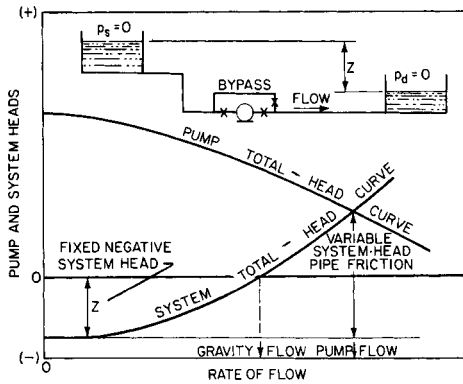 (+)
p_s = 0
p_d = 0
Z
BYPASS
FLOW
PUMP TOTAL - HEAD CURVE
SYSTEM TOTAL - HEAD CURVE
FIXED NEGATIVE
SYSTEM HEAD
VARIABLE
SYSTEM-HEAD
PIPE FRICTION
Z
0
(-)
GRAVITY FLOW
PUMP FLOW
0
RATE OF FLOW
PUMP AND SYSTEM HEADS